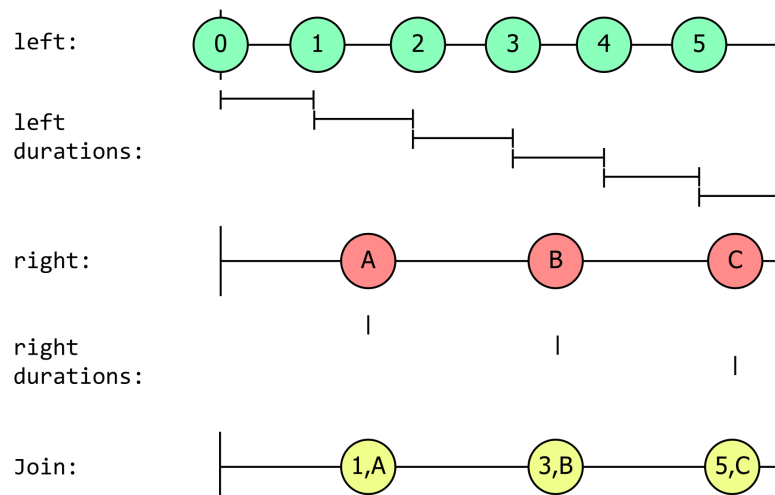 left: 0 1 2 3 4 5
left
durations:
right: A B C
right
durations:
Join: 1,A 3,B 5,C